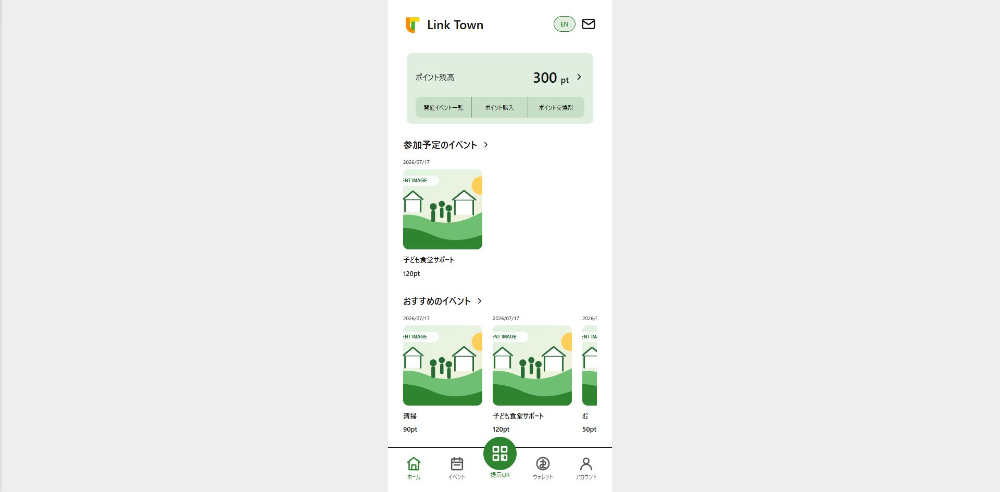 Link Town
EN
ポイント残高
300 pt
開催イベント一覧
ポイント購入
ポイント交換所
参加予定のイベント
2026/07/17
ENT IMAGE
子ども食堂サポート
120pt
おすすめのイベント
2026/07/17
2026/07/17
2026/0
ENT IMAGE
ENT IMAGE
ENT IM
清掃
子ども食堂サポート
む
90pt
120pt
50pt
ホーム
イベント
提示QR
ウォレット
アカウント